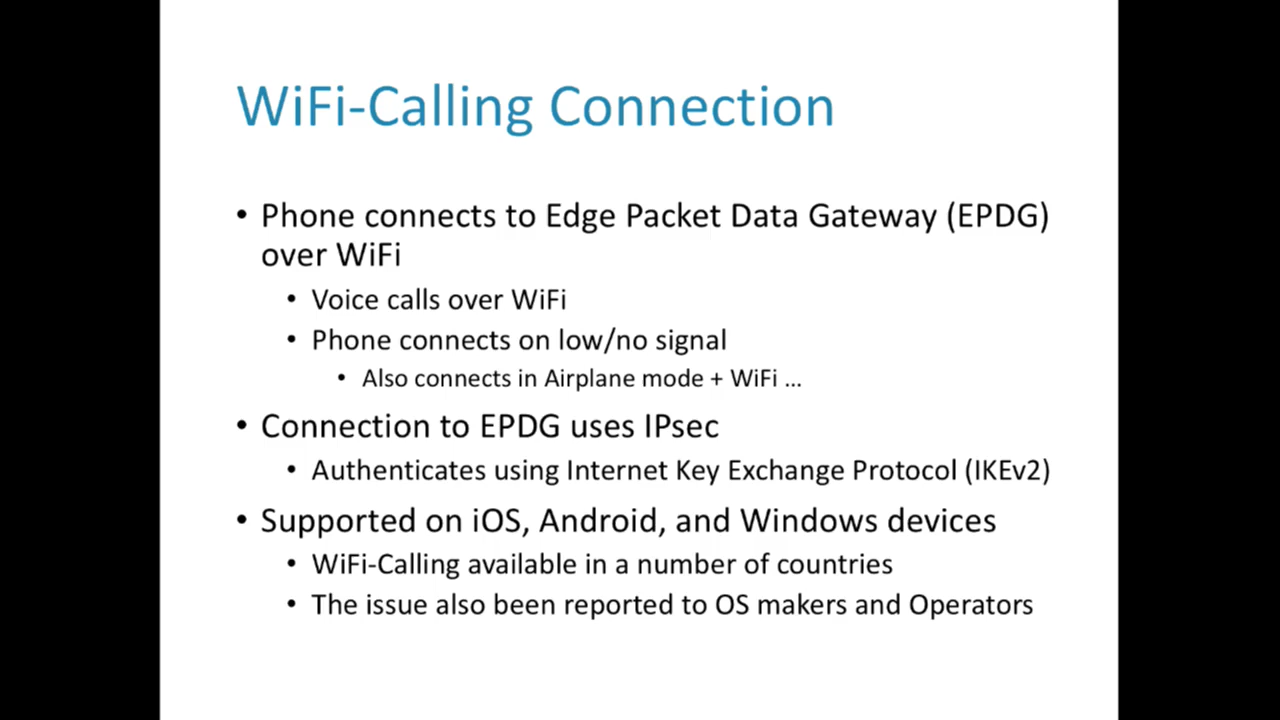 WiFi-Calling Connection
• Phone connects to Edge Packet Data Gateway (EPDG)
over WiFi
• Voice calls over WiFi
• Phone connects on low/no signal
• Also connects in Airplane mode + WiFi ...
• Connection to EPDG uses IPsec
• Authenticates using Internet Key Exchange Protocol (IKEv2)
• Supported on iOS, Android, and Windows devices
• WiFi-Calling available in a number of countries
• The issue also been reported to OS makers and Operators